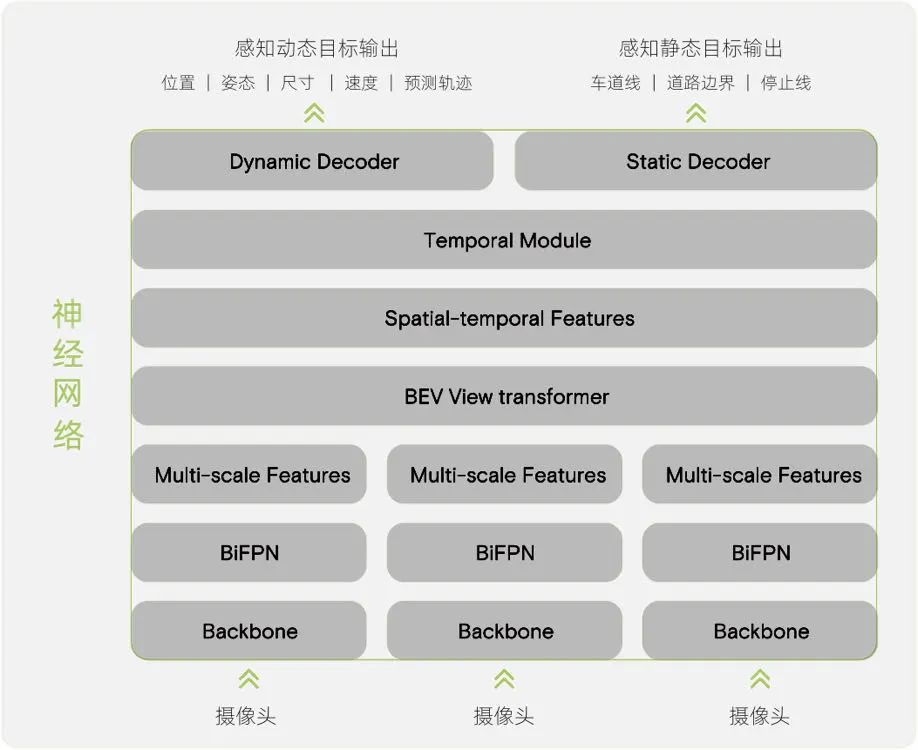 感知动态目标输出
感知静态目标输出
位置 | 姿态 | 尺寸 | 速度 | 预测轨迹
车道线 | 道路边界 | 停止线
Dynamic Decoder
Static Decoder
Temporal Module
Spatial-temporal Features
BEV View transformer
Multi-scale Features
Multi-scale Features
Multi-scale Features
BiFPN
BiFPN
BiFPN
Backbone
Backbone
Backbone
摄像头
摄像头
摄像头
神经网络